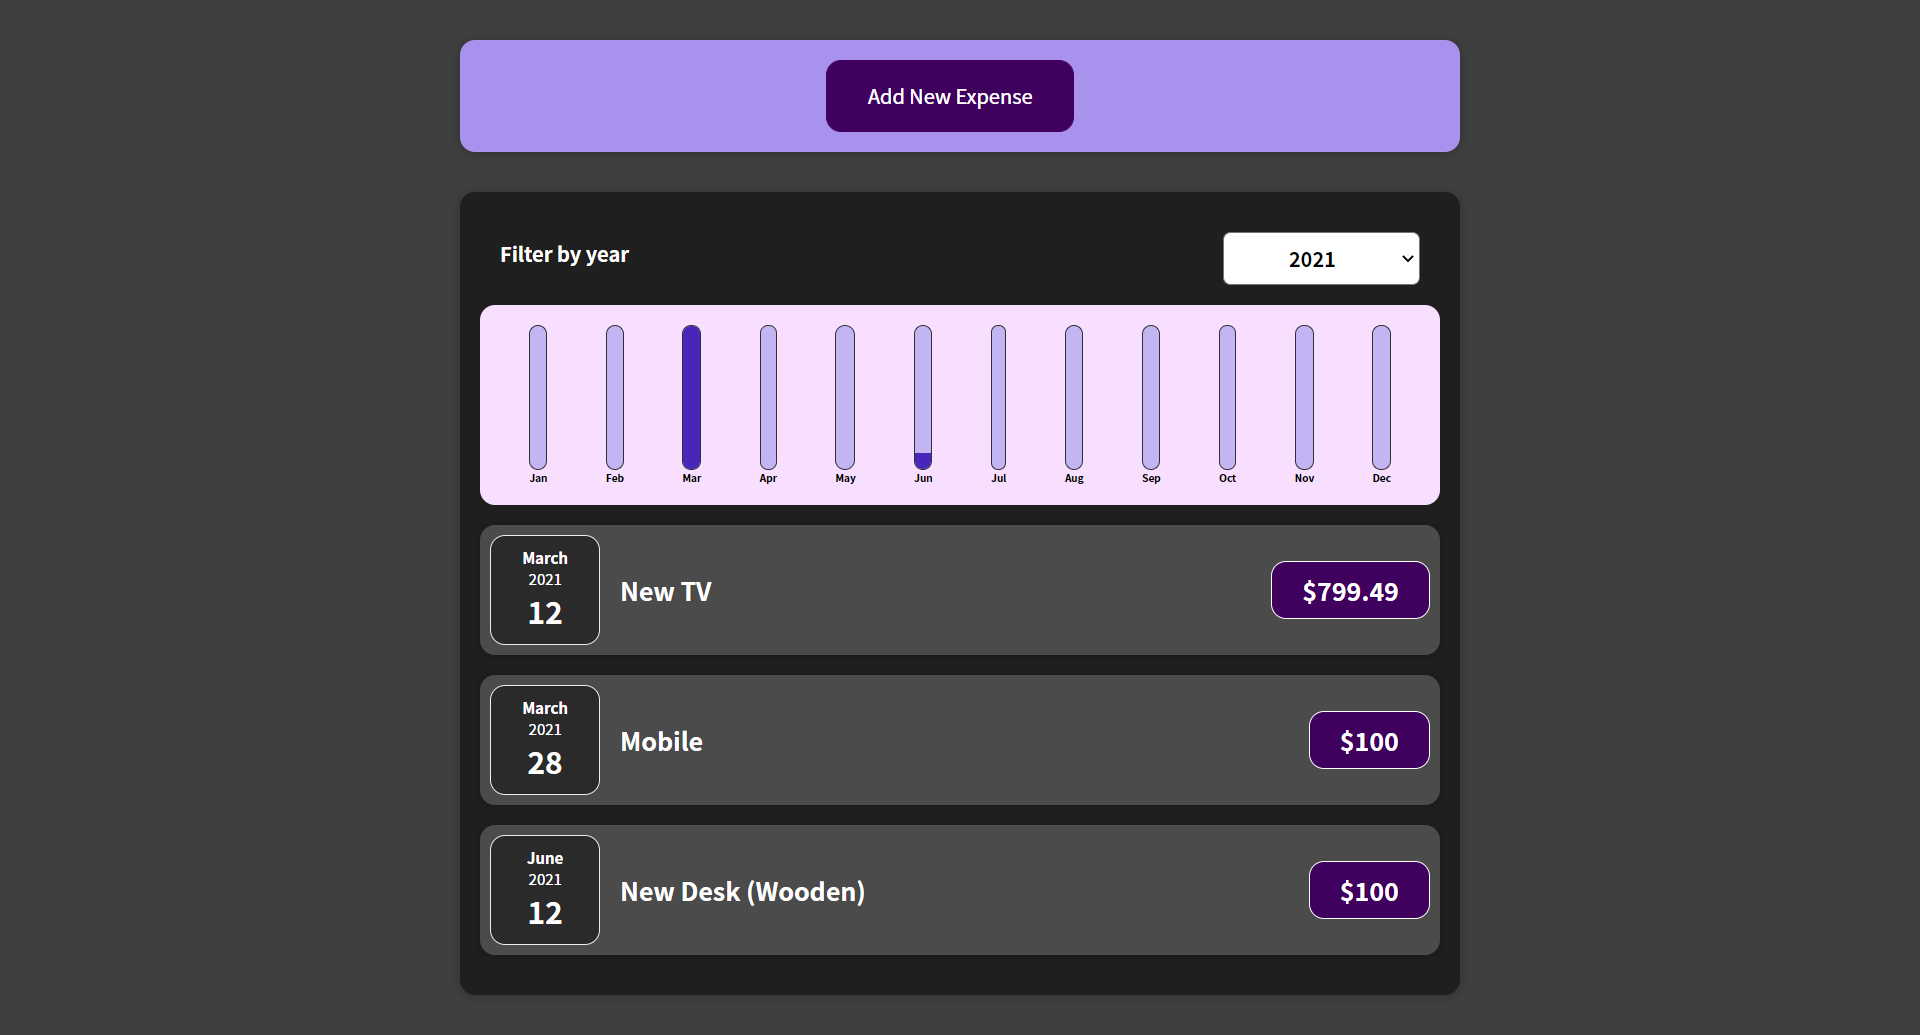 Add New Expense
Filter by year
2021
Jan Feb Mar Apr May Jun Jul Aug Sep Oct Nov Dec
March
2021
12
New TV
$799.49
March
2021
28
Mobile
$100
June
2021
12
New Desk (Wooden)
$100